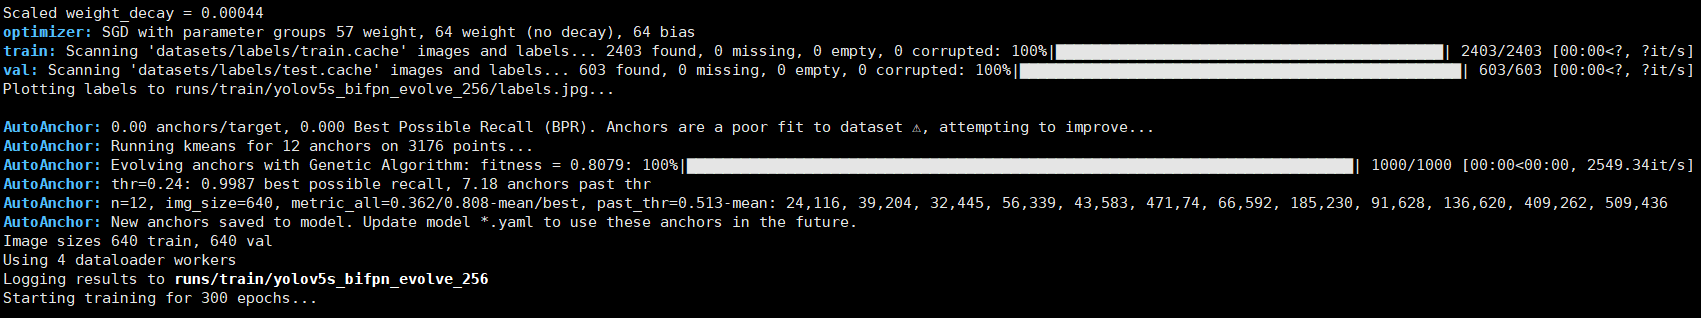 Scaled weight_decay = 0.00044
optimizer: SGD with parameter groups 57 weight, 64 weight (no decay), 64 bias
train: Scanning 'datasets/labels/train.cache' images and labels... 2403 found, 0 missing, 0 empty, 0 corrupted: 100%|██████████| 2403/2403 [00:00<?, ?it/s]
val: Scanning 'datasets/labels/test.cache' images and labels... 603 found, 0 missing, 0 empty, 0 corrupted: 100%|██████████| 603/603 [00:00<?, ?it/s]
Plotting labels to runs/train/yolov5s_bifpn_evolve_256/labels.jpg...
AutoAnchor: 0.00 anchors/target, 0.000 Best Possible Recall (BPR). Anchors are a poor fit to dataset ⚠, attempting to improve...
AutoAnchor: Running kmeans for 12 anchors on 3176 points...
AutoAnchor: Evolving anchors with Genetic Algorithm: fitness = 0.8079: 100%|██████████| 1000/1000 [00:00<00:00, 2549.34it/s]
AutoAnchor: thr=0.24: 0.9987 best possible recall, 7.18 anchors past thr
AutoAnchor: n=12, img_size=640, metric_all=0.362/0.808-mean/best, past_thr=0.513-mean: 24,116, 39,204, 32,445, 56,339, 43,583, 471,74, 66,592, 185,230, 91,628, 136,620, 409,262, 509,436
AutoAnchor: New anchors saved to model. Update model *.yaml to use these anchors in the future.
Image sizes 640 train, 640 val
Using 4 dataloader workers
Logging results to runs/train/yolov5s_bifpn_evolve_256
Starting training for 300 epochs...